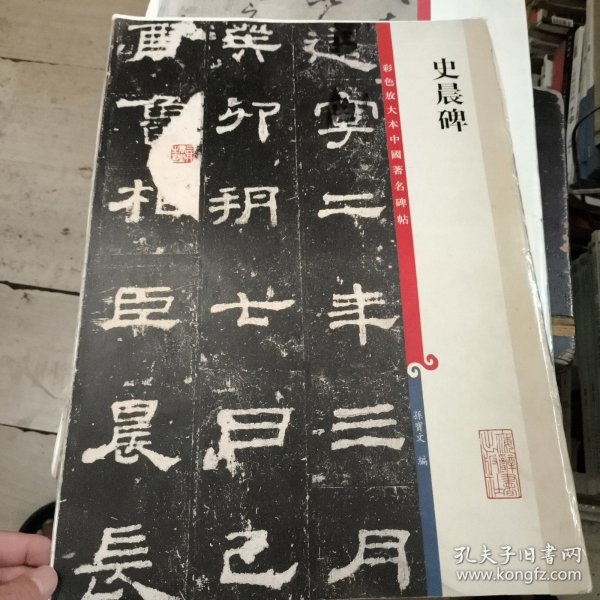 史晨碑
彩色放大本中國著名碑帖
孫寶文 編
建寧二年三月
癸卯朔七日己
酉魯相臣晨長
孔夫子旧书网
www.kongfz.com